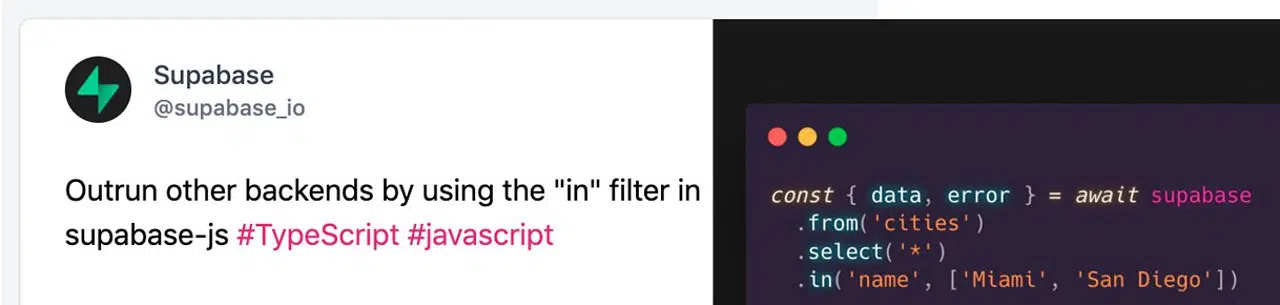 Supabase
@supabase_io
Outrun other backends by using the "in" filter in
supabase-js #TypeScript #javascript
const { data, error } = await supabase
.from('cities')
.select('*')
.in('name', ['Miami', 'San Diego'])